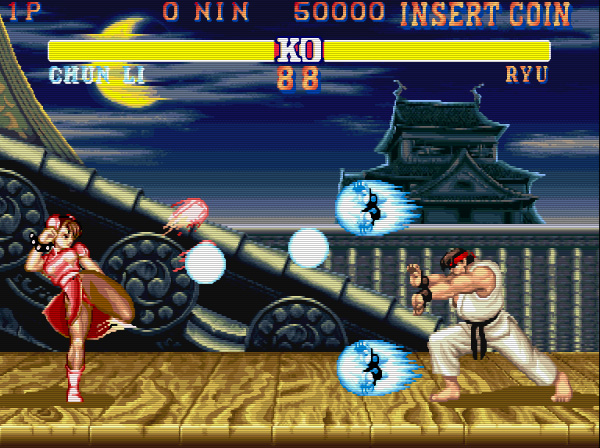 1P 0 NIN 50000 INSERT COIN
KO
CHUN LI 88 RYU